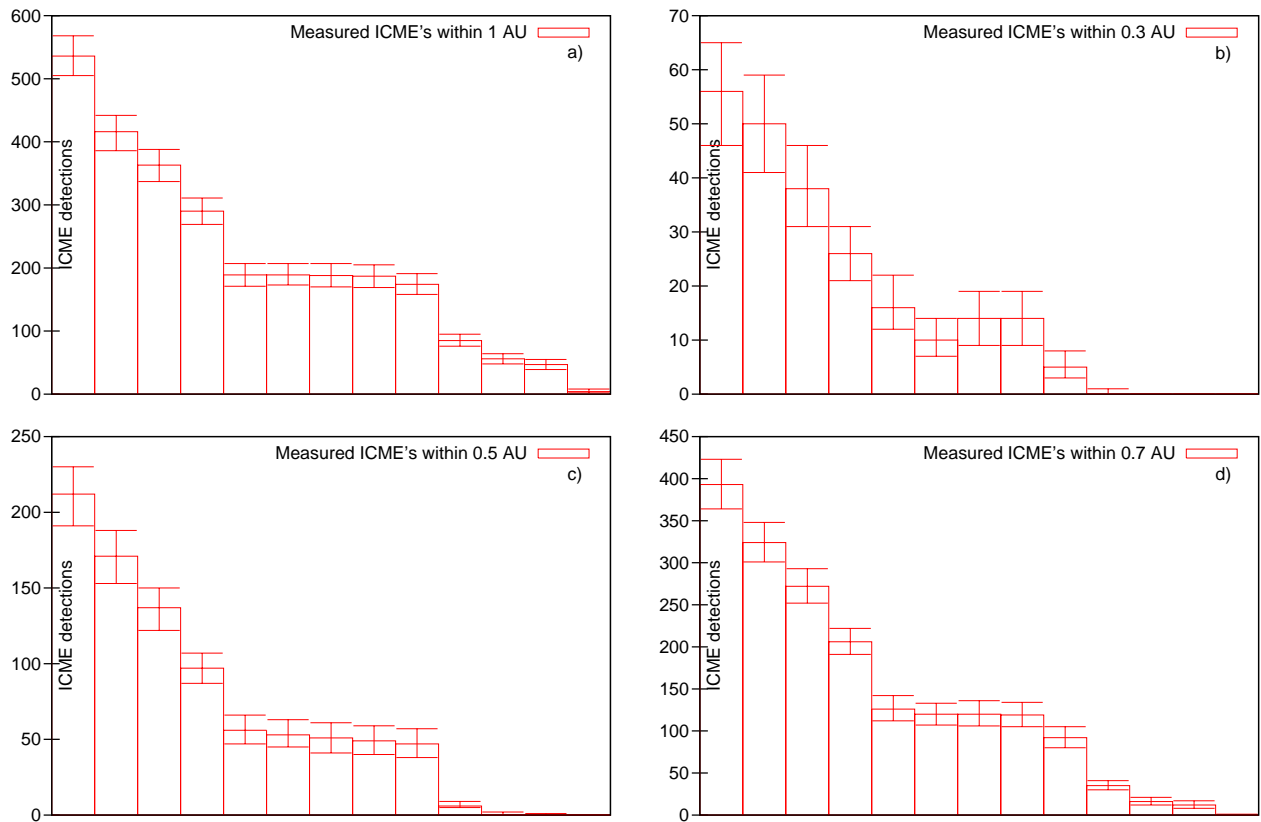 600
500
400
300
200
100
0
ICME detections
Measured ICME's within 1 AU
a)
70
60
50
40
30
20
10
0
ICME detections
Measured ICME's within 0.3 AU
b)
250
200
150
100
50
0
ICME detections
Measured ICME's within 0.5 AU
c)
450
400
350
300
250
200
150
100
50
0
ICME detections
Measured ICME's within 0.7 AU
d)